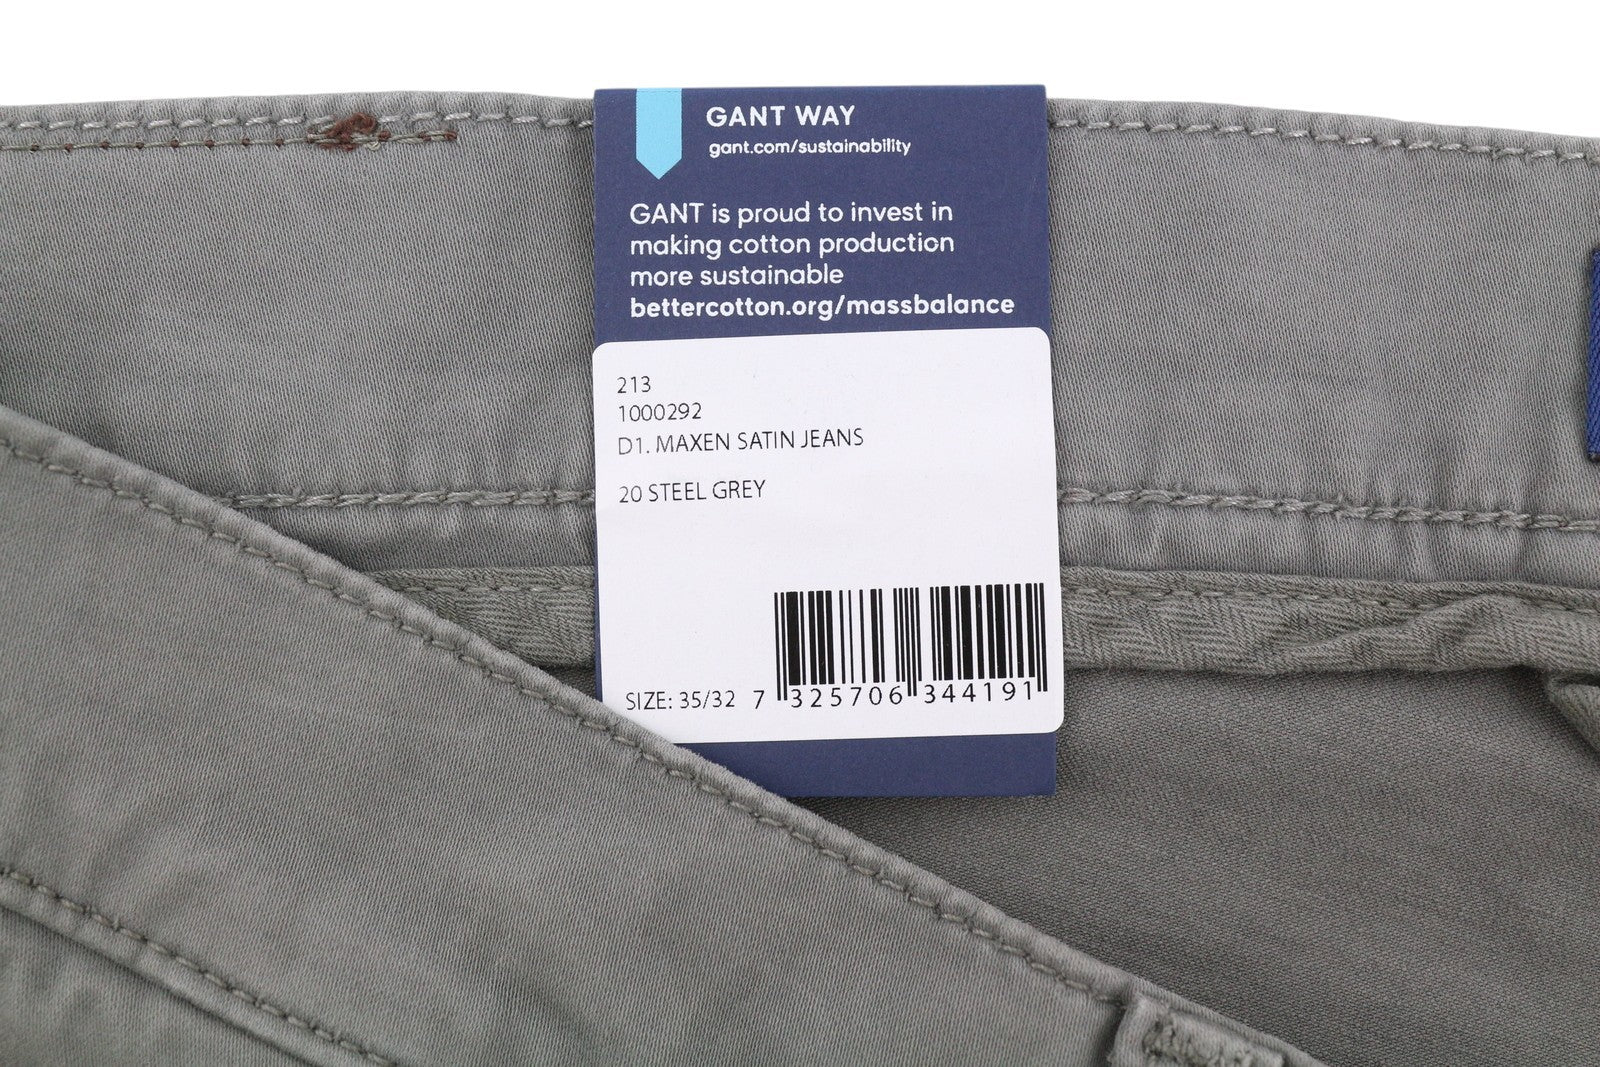 GANT WAY
gant.com/sustainability
GANT is proud to invest in
making cotton production
more sustainable
bettercotton.org/massbalance
213
1000292
D1. MAXEN SATIN JEANS
20 STEEL GREY
SIZE: 35/32 7 325706 344191